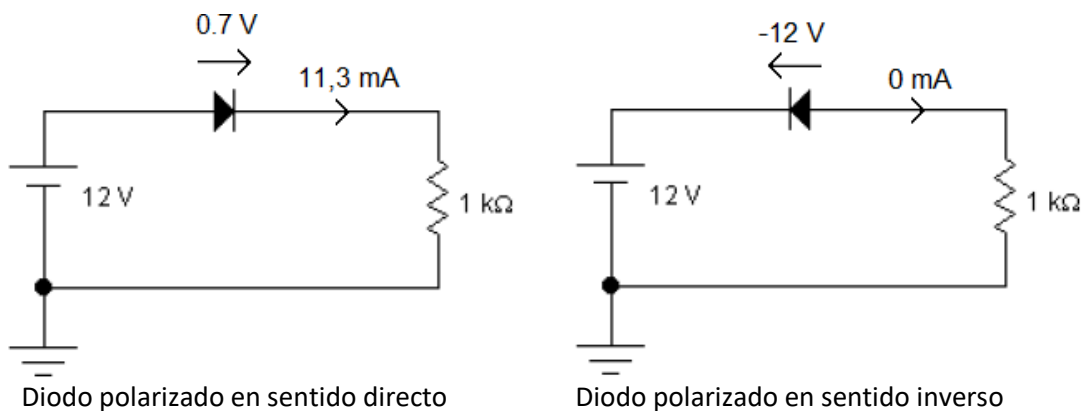 0.7 V
11,3 mA
12 V
1 kΩ
Diodo polarizado en sentido directo
-12 V
0 mA
12 V
1 kΩ
Diodo polarizado en sentido inverso